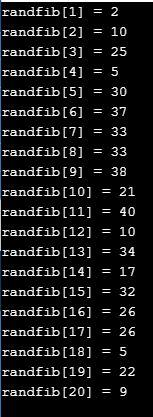 randfib[1] = 2
randfib[2] = 10
randfib[3] = 25
randfib[4] = 5
randfib[5] = 30
randfib[6] = 37
randfib[7] = 33
randfib[8] = 33
randfib[9] = 38
randfib[10] = 21
randfib[11] = 40
randfib[12] = 10
randfib[13] = 34
randfib[14] = 17
randfib[15] = 32
randfib[16] = 26
randfib[17] = 26
randfib[18] = 5
randfib[19] = 22
randfib[20] = 9